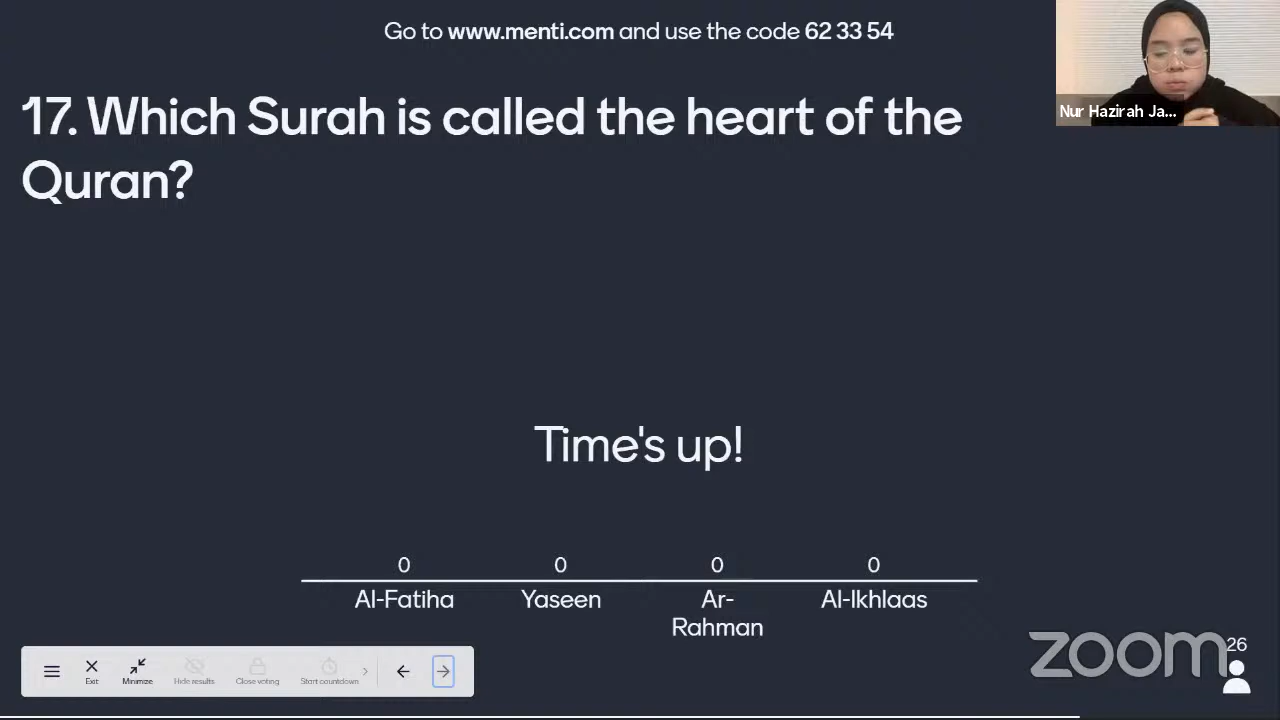 Go to www.menti.com and use the code 62 33 54
Nur Hazirah Ja...
17. Which Surah is called the heart of the
Quran?
Time's up!
0 0 0 0
Al-Fatiha Yaseen Ar-
Rahman Al-Ikhlaas
Exit Minimize Hide results Close voting Start countdown
zoom
26